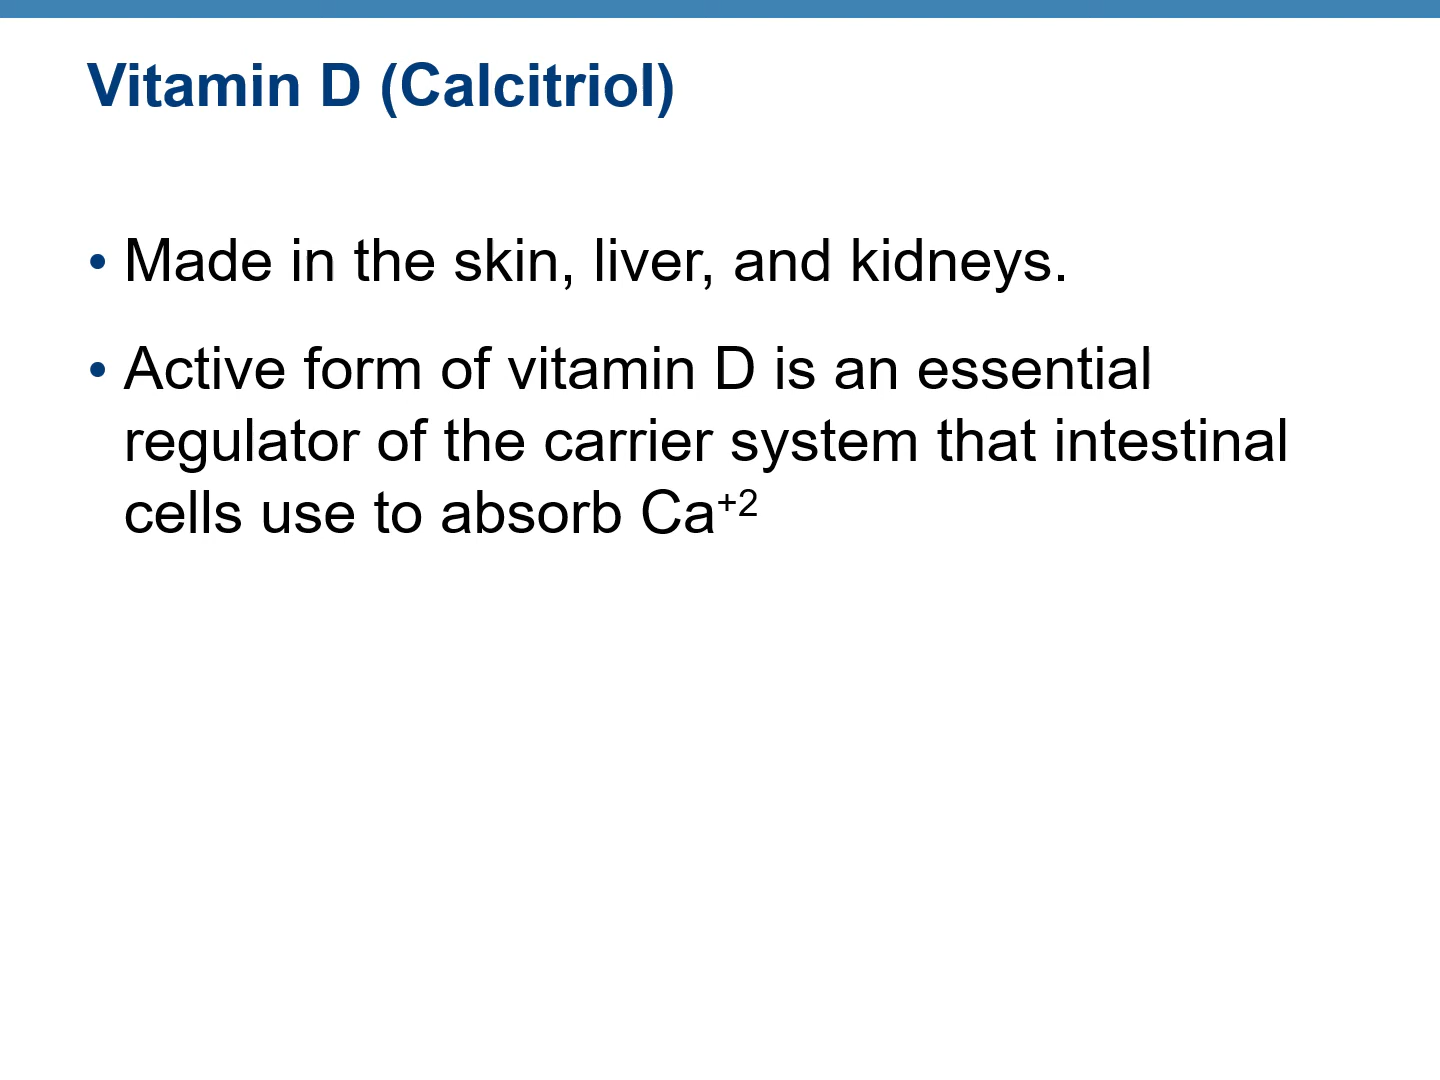 Vitamin D (Calcitriol)
• Made in the skin, liver, and kidneys.
• Active form of vitamin D is an essential
regulator of the carrier system that intestinal
cells use to absorb Ca⁺²